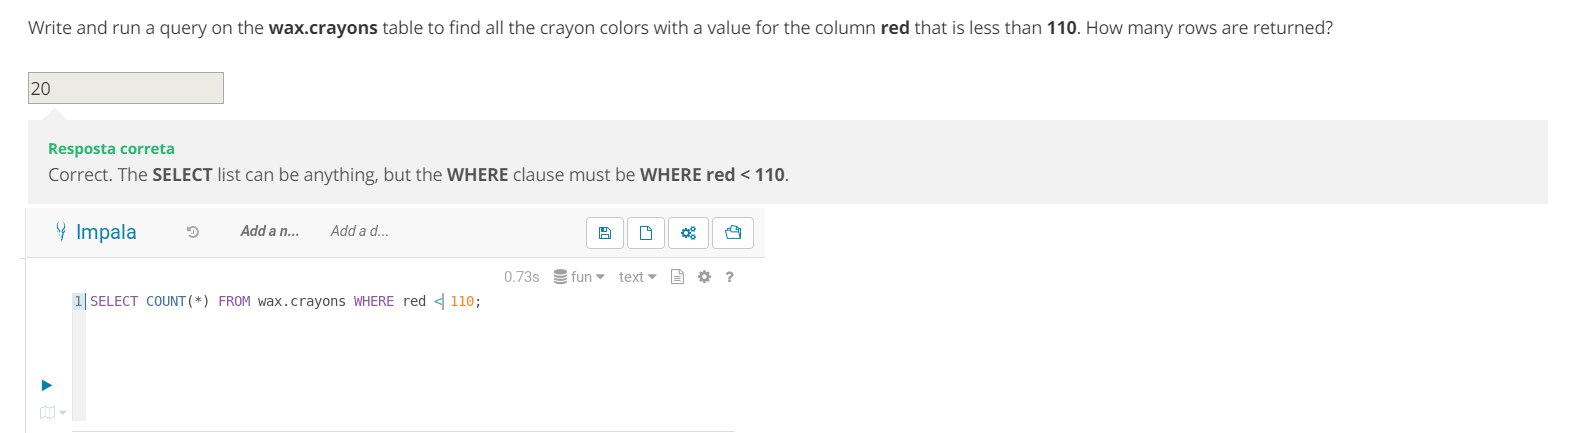 Write and run a query on the wax.crayons table to find all the crayon colors with a value for the column red that is less than 110. How many rows are returned?
20
Resposta correta
Correct. The SELECT list can be anything, but the WHERE clause must be WHERE red < 110.
Impala Add a n... Add a d...
0.73s fun text ?
1 SELECT COUNT(*) FROM wax.crayons WHERE red < 110;